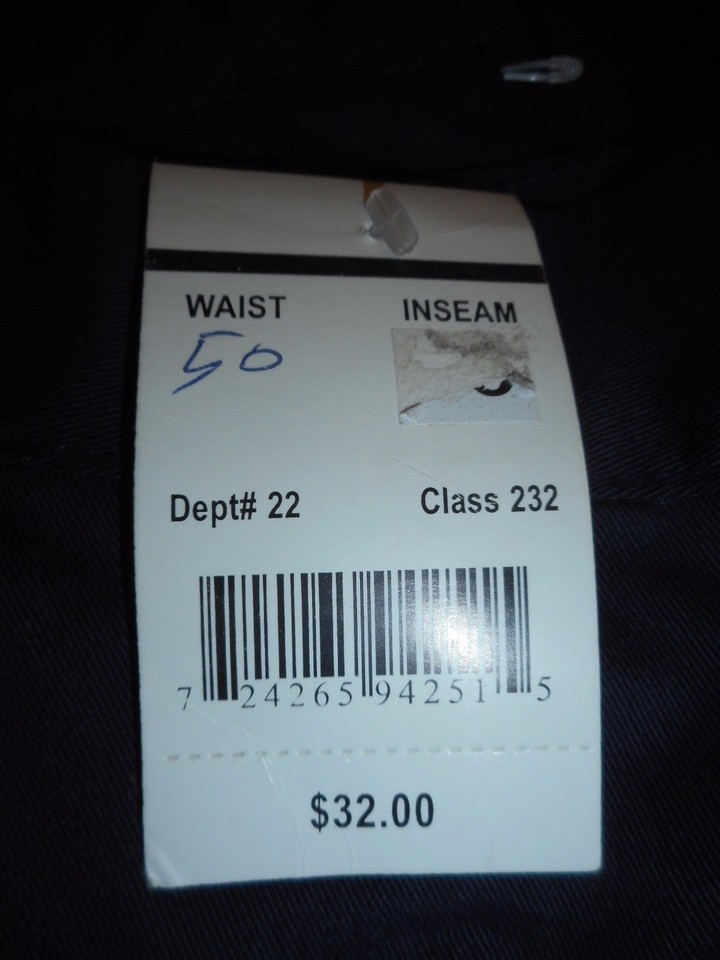 WAIST INSEAM
50
Dept# 22 Class 232
7 24265 94251 5
$32.00